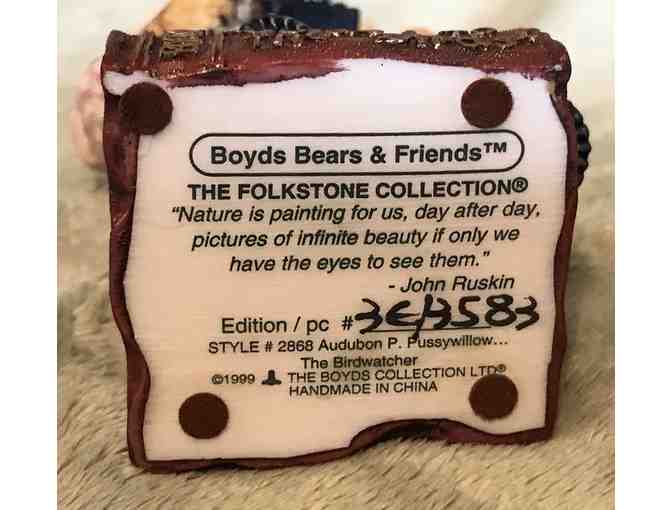 Boyds Bears & Friends™
THE FOLKSTONE COLLECTION®
“Nature is painting for us, day after day,
pictures of infinite beauty if only we
have the eyes to see them.”
- John Ruskin
Edition / pc # 3E/3583
STYLE # 2868 Audubon P. Pussywillow...
The Birdwatcher
©1999 THE BOYDS COLLECTION LTD®
HANDMADE IN CHINA